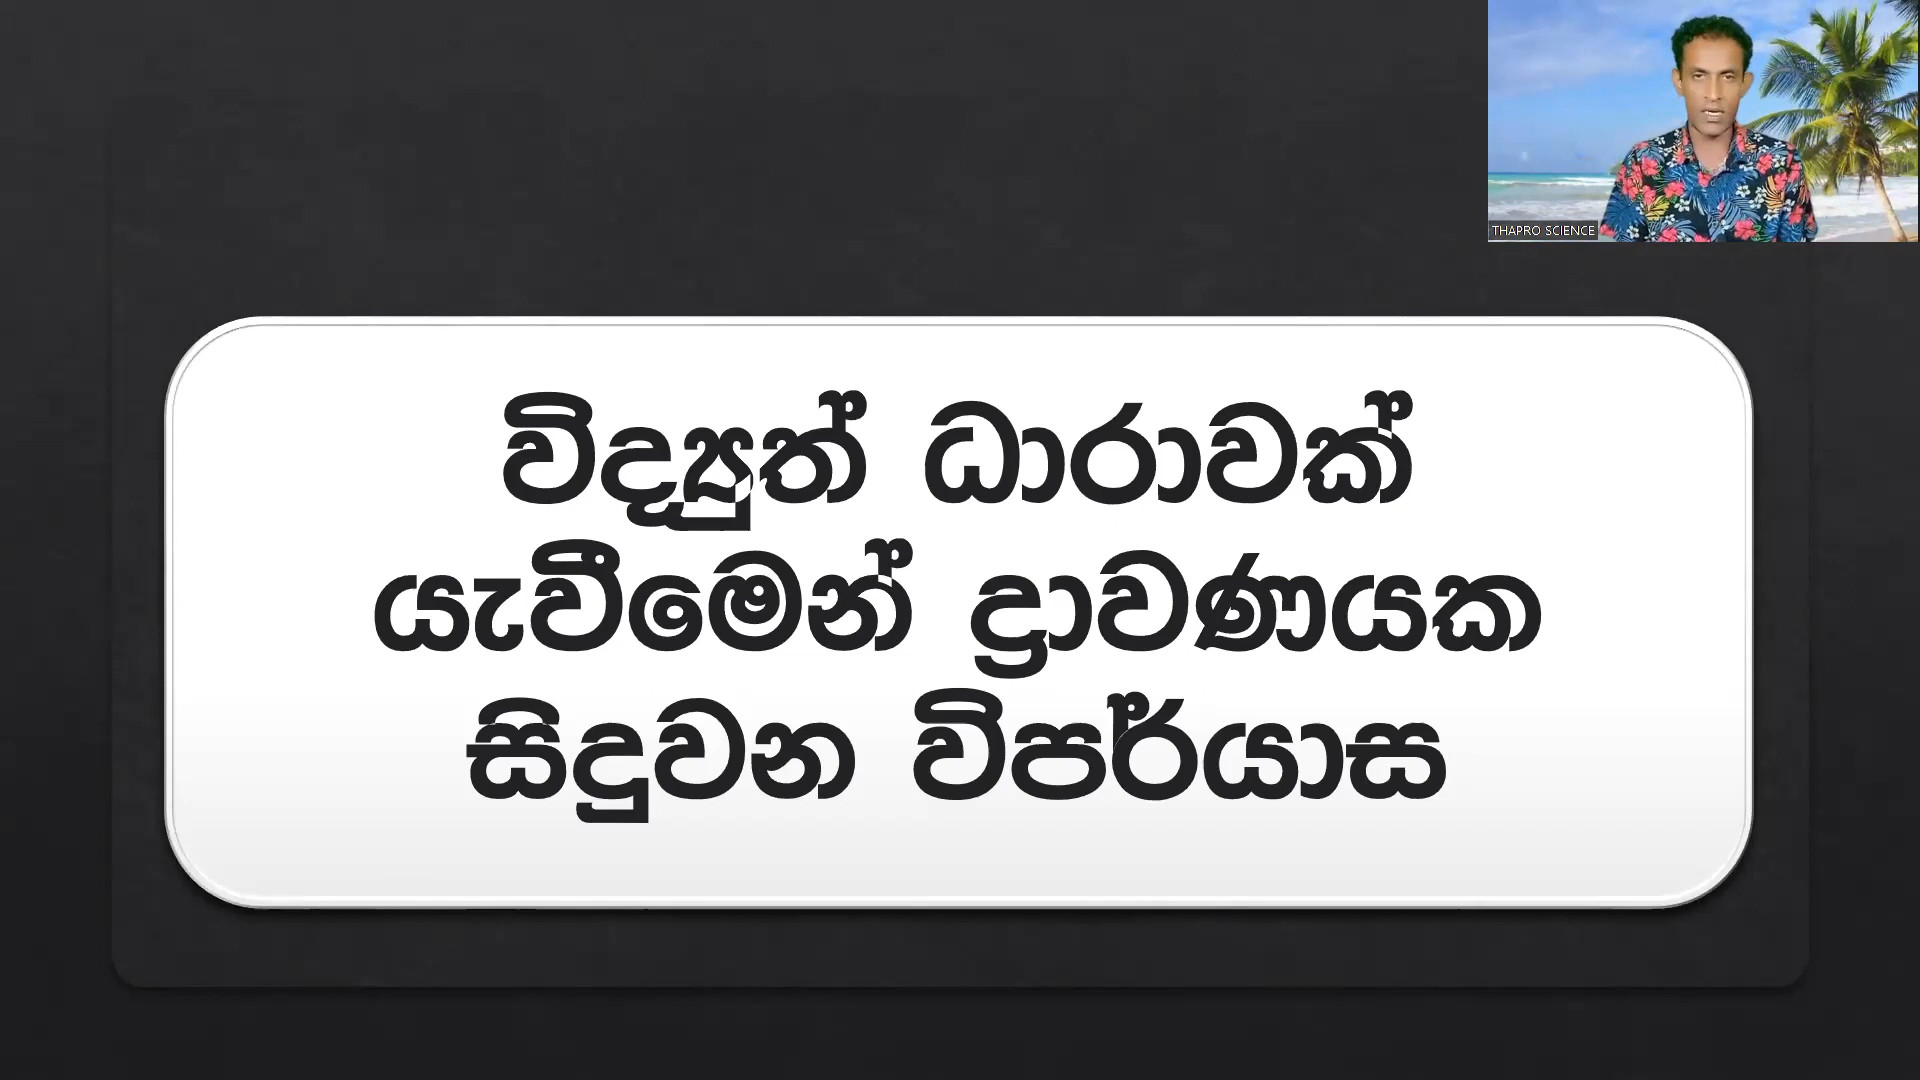 THAPRO SCIENCE
විද්‍යුත් ධාරාවක්
යැවීමෙන් ද්‍රාවණයක
සිදුවන විපර්යාස